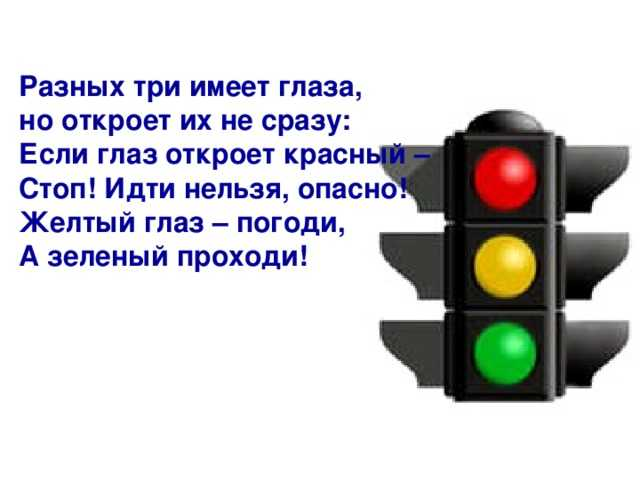 Разных три имеет глаза,
но откроет их не сразу:
Если глаз откроет красный –
Стоп! Идти нельзя, опасно!
Желтый глаз – погоди,
А зеленый проходи!